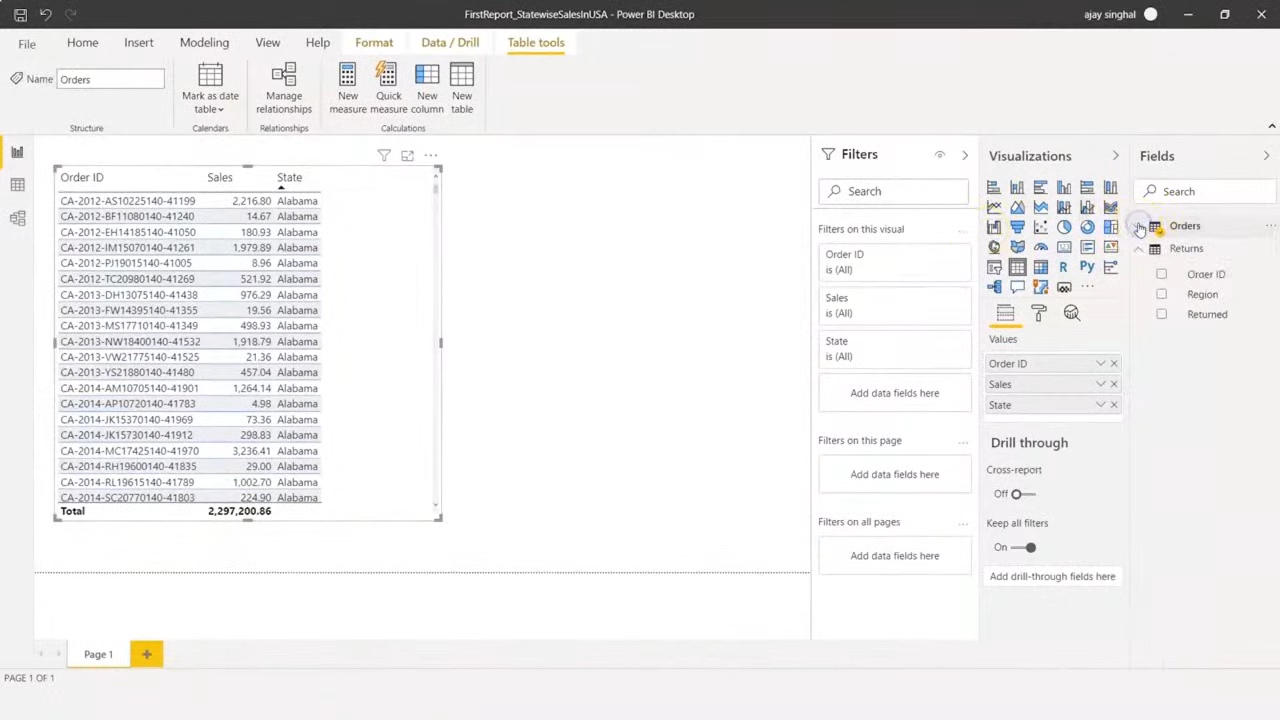 FirstReport_StatewiseSalesInUSA - Power BI Desktop
ajay singhal
File Home Insert Modeling View Help Format Data / Drill Table tools
Name Orders
Mark as date table
Manage relationships
New measure
Quick measure
New column
New table
Structure
Calendars
Relationships
Calculations
Order ID Sales State
CA-2012-AS10225140-41199 2,216.80 Alabama
CA-2012-BF11080140-41240 14.67 Alabama
CA-2012-EH14185140-41050 180.93 Alabama
CA-2012-IM15070140-41261 1,979.89 Alabama
CA-2012-PJ19015140-41005 8.96 Alabama
CA-2012-TC20980140-41269 521.92 Alabama
CA-2013-DH13075140-41438 976.29 Alabama
CA-2013-FW14395140-41355 19.56 Alabama
CA-2013-MS17710140-41349 498.93 Alabama
CA-2013-NW18400140-41532 1,918.79 Alabama
CA-2013-VW21775140-41525 21.36 Alabama
CA-2013-YS21880140-41480 457.04 Alabama
CA-2014-AM10705140-41901 1,264.14 Alabama
CA-2014-AP10720140-41783 4.98 Alabama
CA-2014-JK15370140-41969 73.36 Alabama
CA-2014-JK15730140-41912 298.83 Alabama
CA-2014-MC17425140-41970 3,236.41 Alabama
CA-2014-RH19600140-41835 29.00 Alabama
CA-2014-RL19615140-41789 1,002.70 Alabama
CA-2014-SC20770140-41803 224.90 Alabama
Total 2,297,200.86
Filters
Search
Filters on this visual
Order ID
is (All)
Sales
is (All)
State
is (All)
Add data fields here
Filters on this page
Add data fields here
Filters on all pages
Add data fields here
Visualizations
R Py
Values
Order ID
Sales
State
Drill through
Cross-report
Off
Keep all filters
On
Add drill-through fields here
Fields
Search
Orders
Returns
Order ID
Region
Returned
Page 1
PAGE 1 OF 1